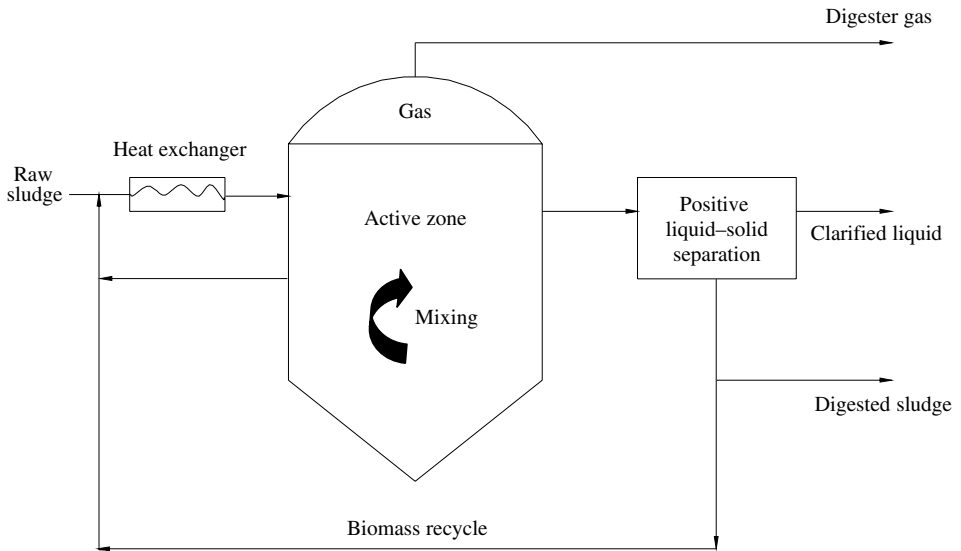 Digester gas
Gas
Heat exchanger
Raw
sludge
Active zone
Positive
liquid–solid
separation
Clarified liquid
Mixing
Digested sludge
Biomass recycle